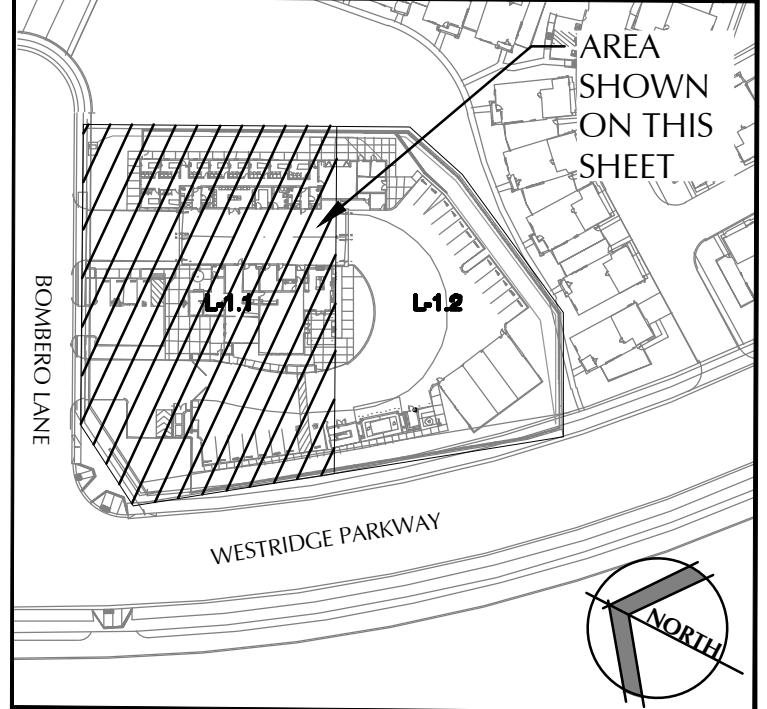 AREA
SHOWN
ON THIS
SHEET
BOMBERO LANE
L-1.1
L-1.2
WESTRIDGE PARKWAY
NORTH